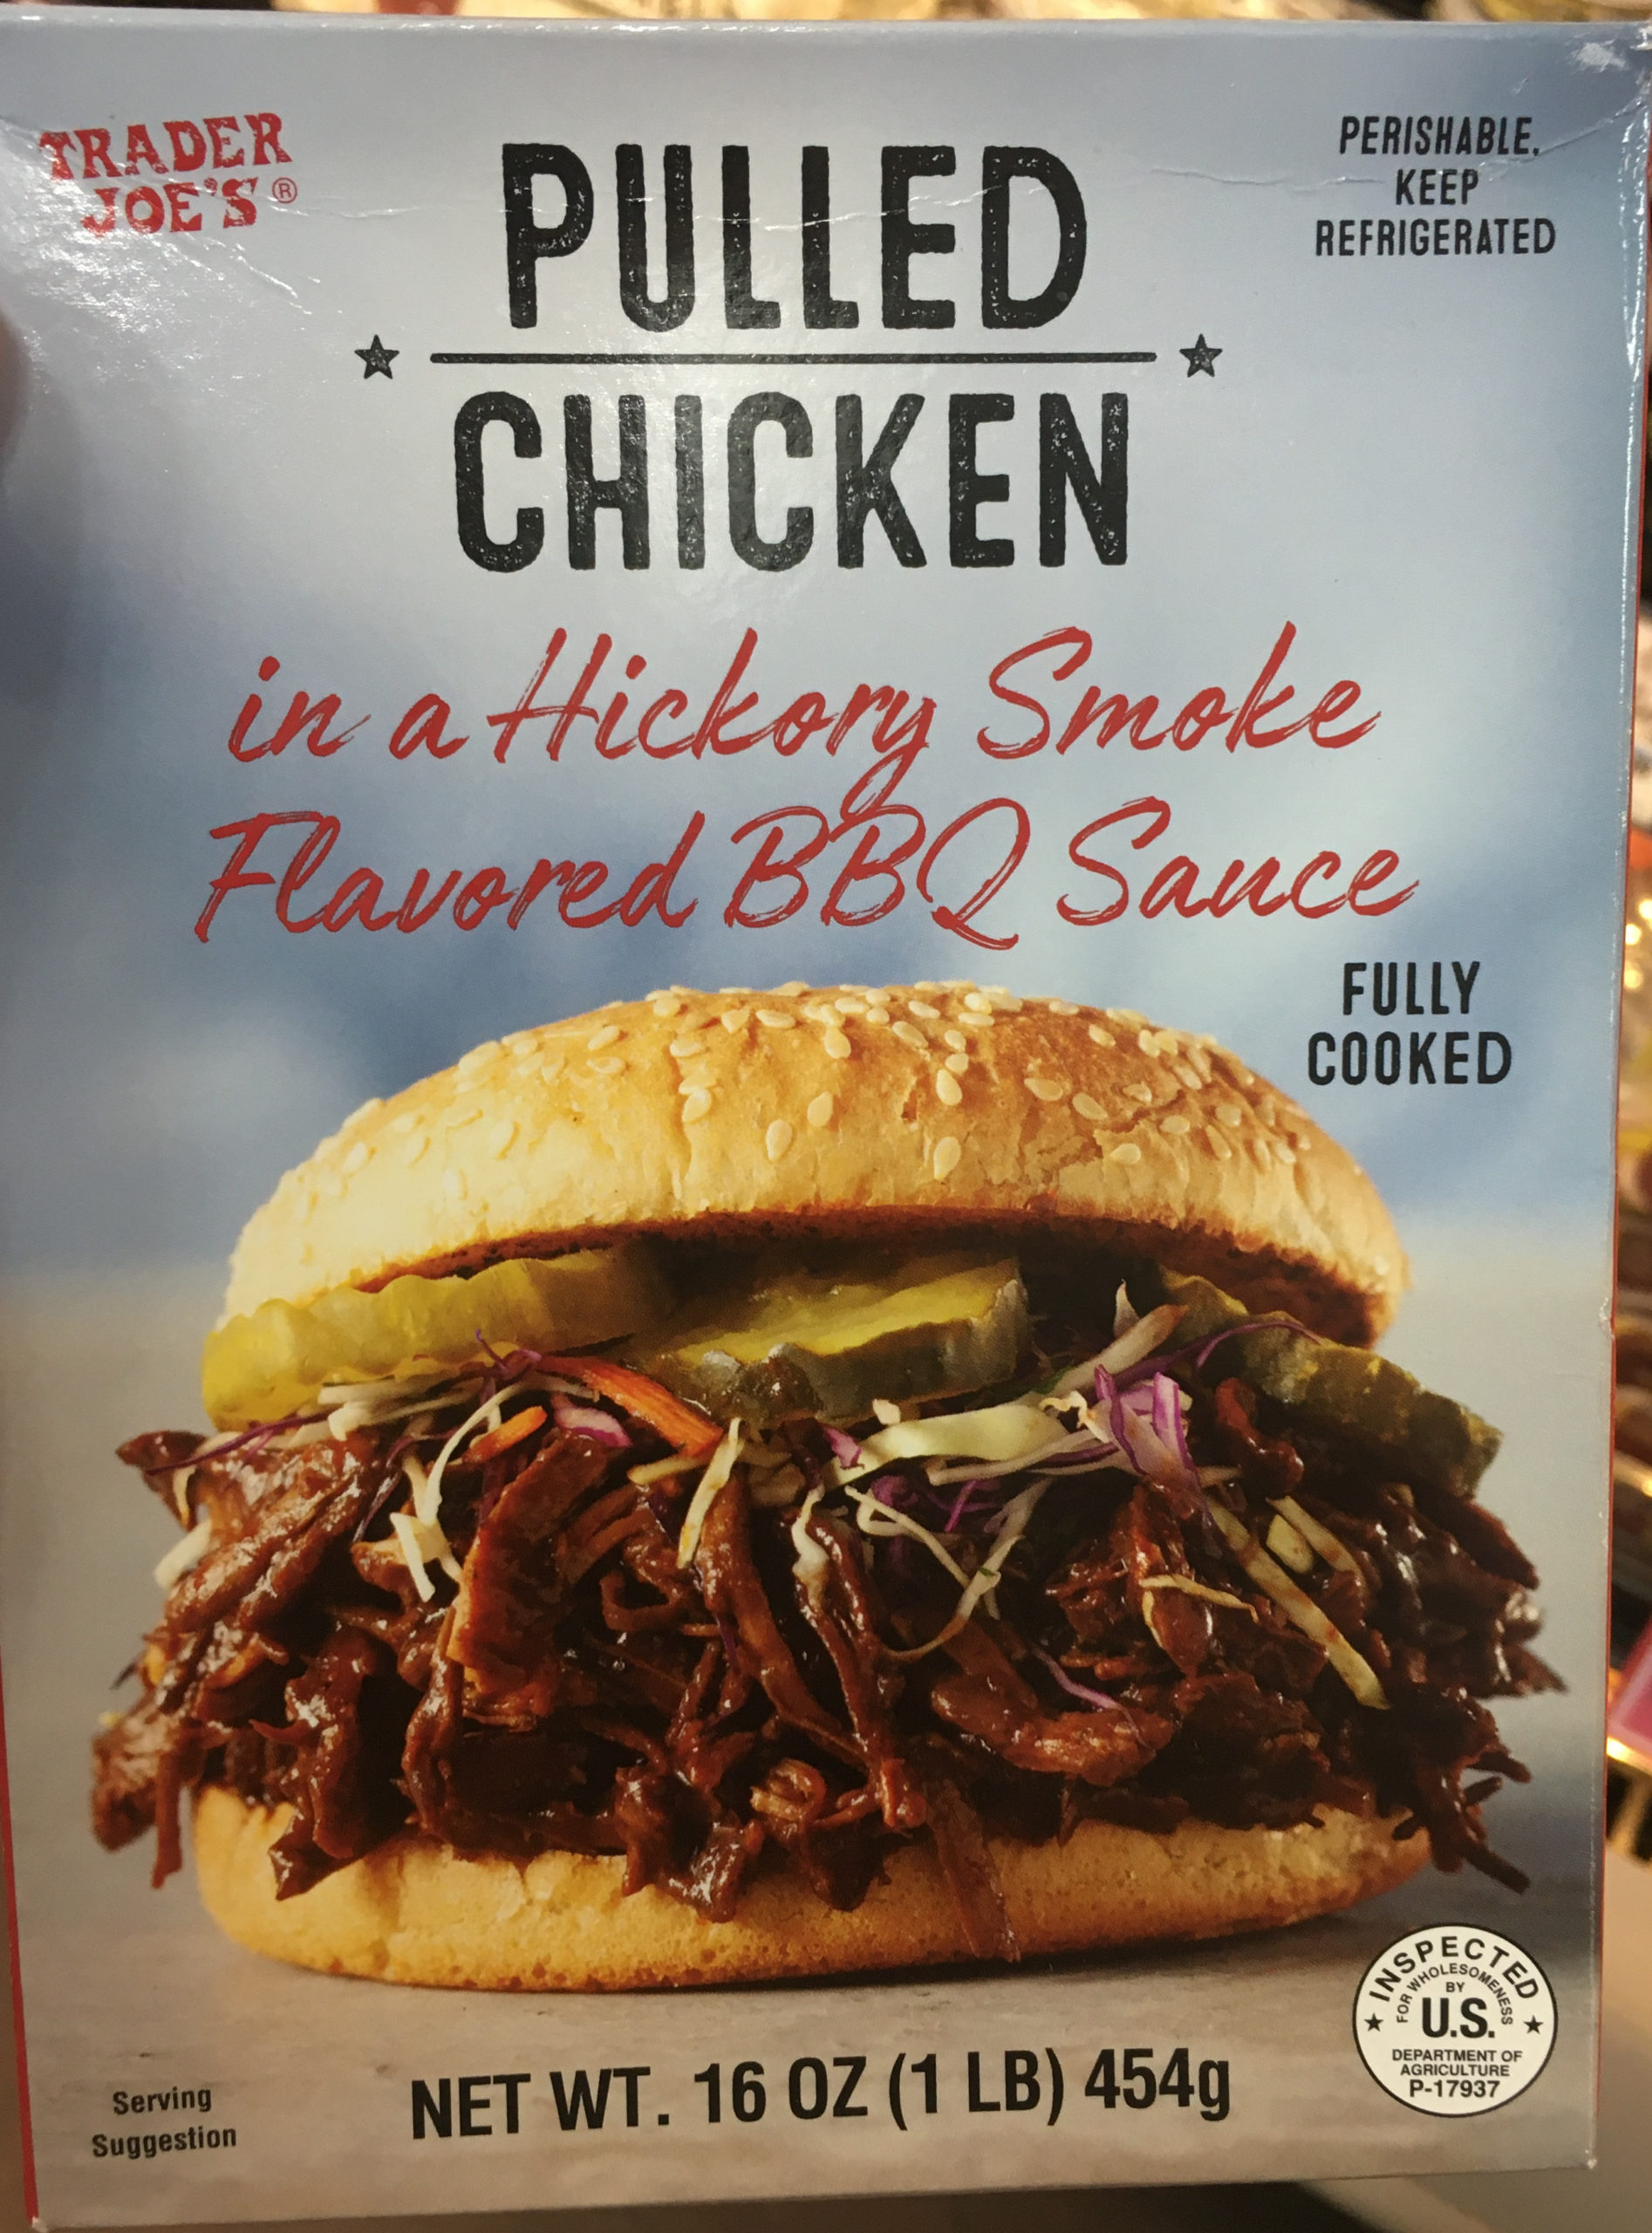 TRADER
JOE'S®
PERISHABLE,
KEEP
REFRIGERATED
PULLED
CHICKEN
in a Hickory Smoke
Flavored BBQ Sauce
FULLY
COOKED
INSPECTED
FOR WHOLESOMENESS
BY
U.S.
DEPARTMENT OF
AGRICULTURE
P-17937
Serving
Suggestion
NET WT. 16 OZ (1 LB) 454g